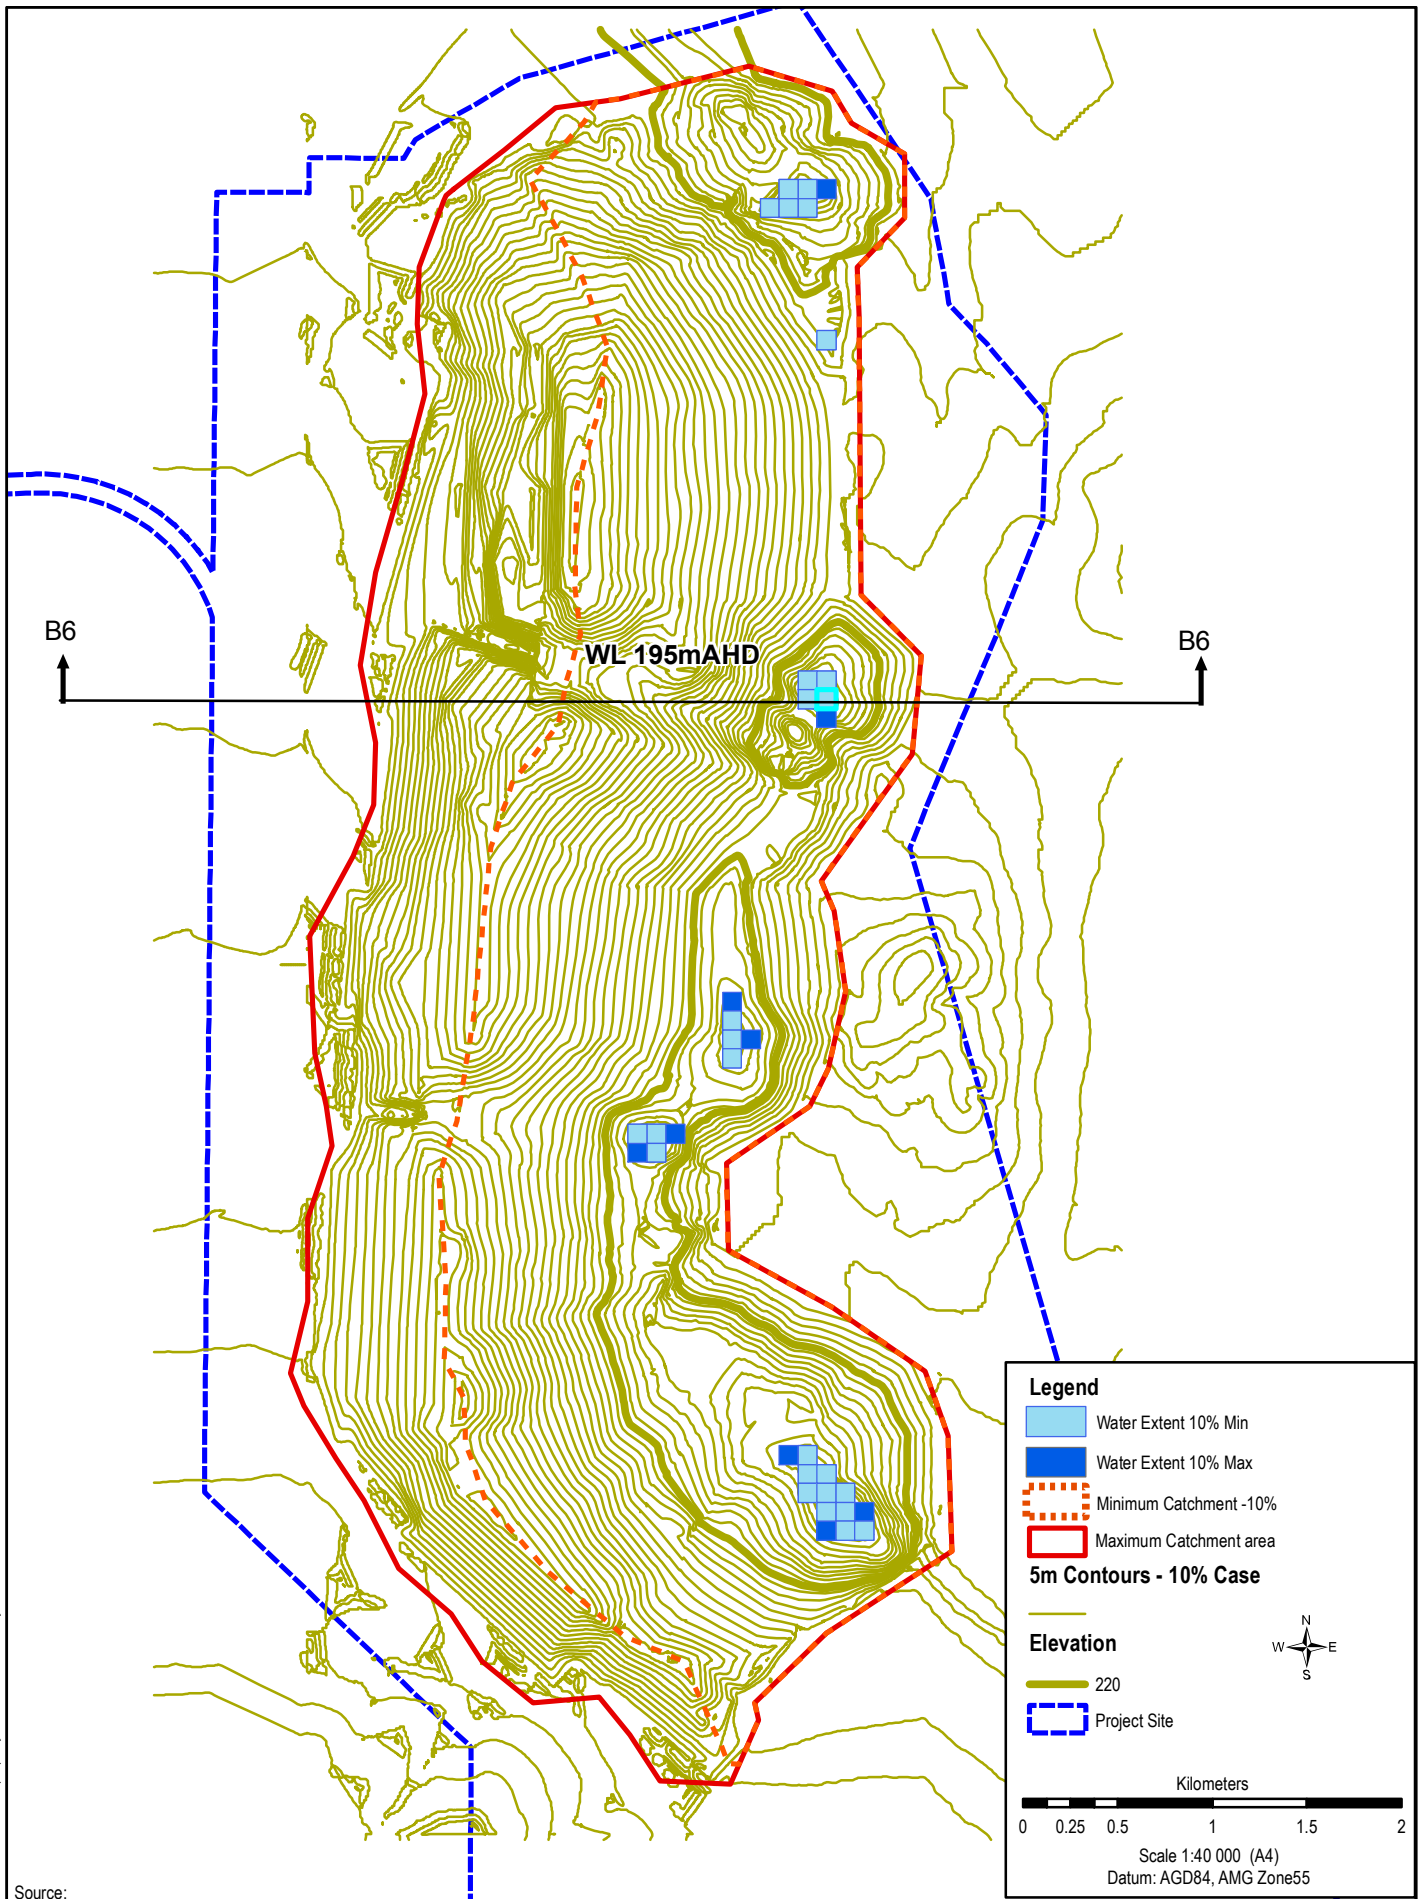 B6
B6
WL 195mAHD
Legend
Water Extent 10% Min
Water Extent 10% Max
Minimum Catchment -10%
Maximum Catchment area
5m Contours - 10% Case
Elevation
220
Project Site
N
W E
S
Kilometers
0 0.25 0.5 1 1.5 2
Scale 1:40 000 (A4)
Datum: AGD84, AMG Zone55
Source: